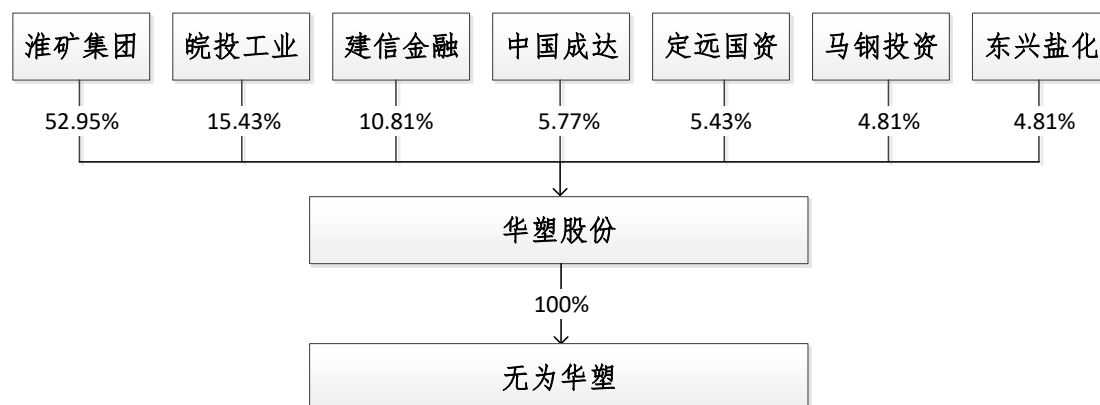 淮矿集团 皖投工业 建信金融 中国成达 定远国资 马钢投资 东兴盐化
52.95% 15.43% 10.81% 5.77% 5.43% 4.81% 4.81%
华塑股份
100%
无为华塑